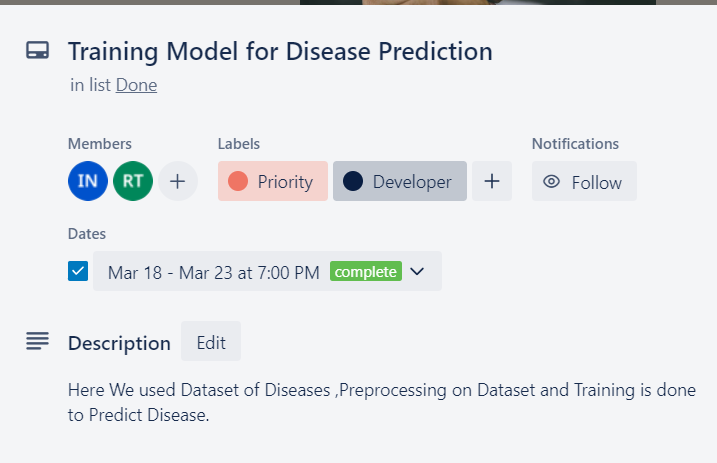 Training Model for Disease Prediction
in list Done
Members Labels Notifications
IN RT + Priority Developer + Follow
Dates
Mar 18 - Mar 23 at 7:00 PM complete
Description Edit
Here We used Dataset of Diseases ,Preprocessing on Dataset and Training is done
to Predict Disease.